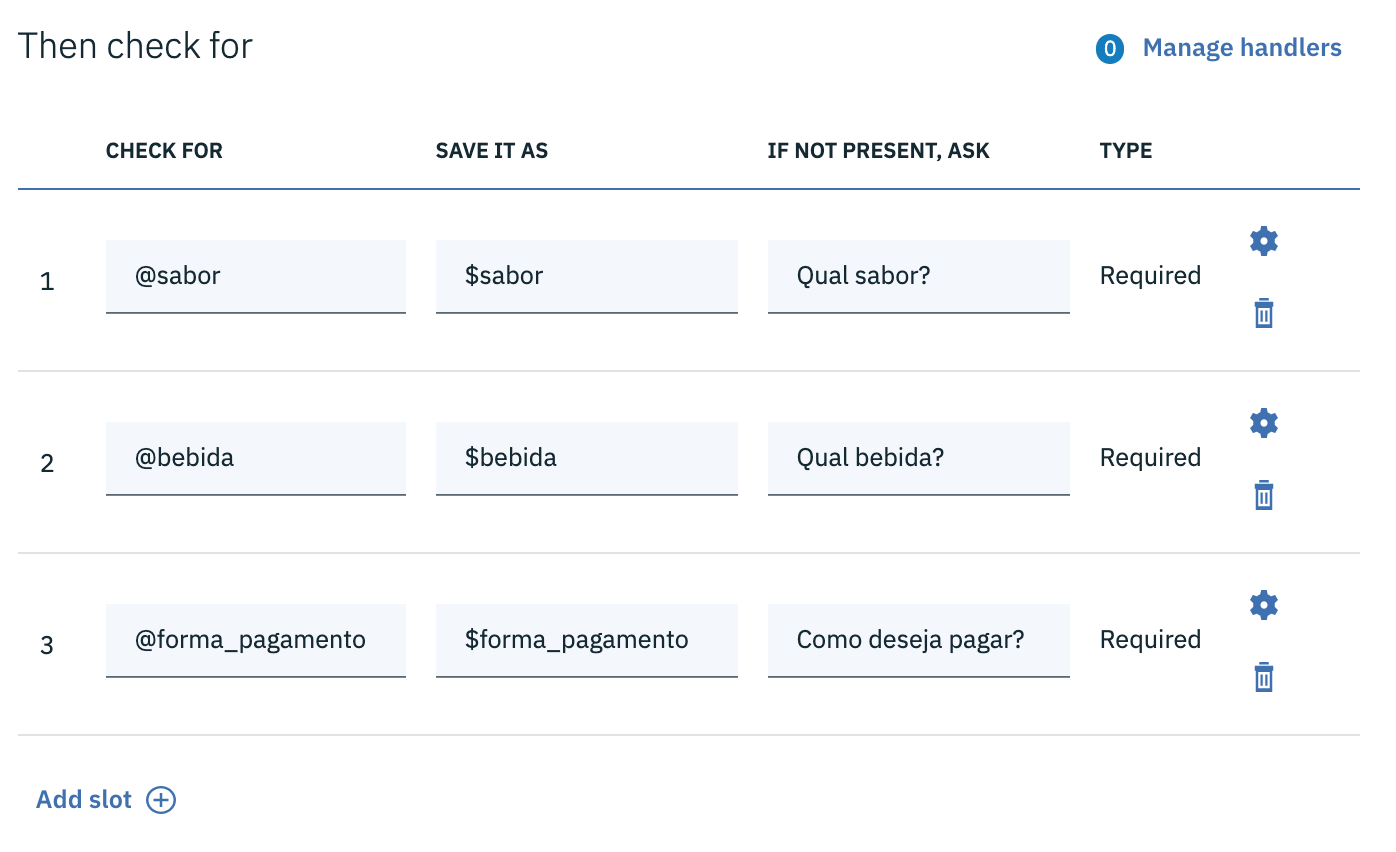 Then check for
0 Manage handlers
CHECK FOR SAVE IT AS IF NOT PRESENT, ASK TYPE
1 @sabor $sabor Qual sabor? Required
2 @bebida $bebida Qual bebida? Required
3 @forma_pagamento $forma_pagamento Como deseja pagar? Required
Add slot